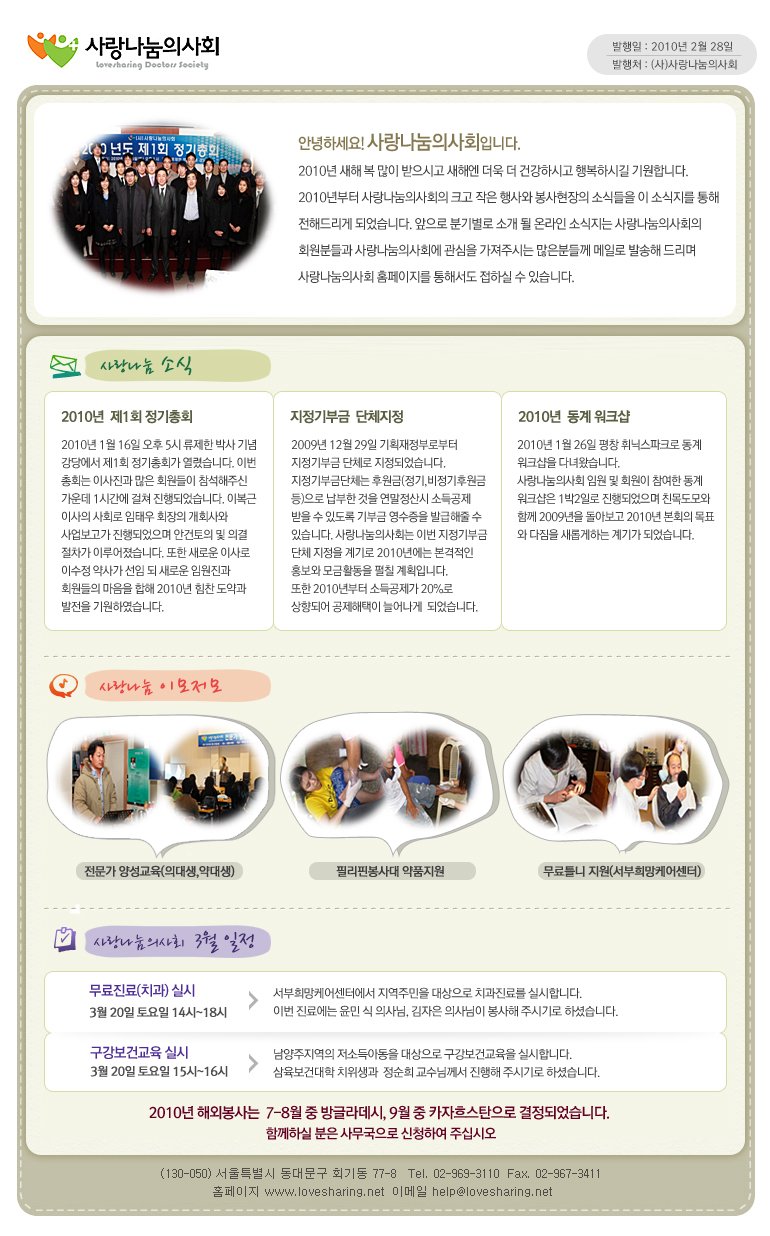 사랑나눔의사회
Lovesharing Doctors Society
발행일 : 2010년 2월 28일
발행처 : (사)사랑나눔의사회
(사)사랑나눔의사회
2010 년도 제1회 정기총회
안녕하세요! 사랑나눔의사회입니다.
2010년 새해 복 많이 받으시고 새해엔 더욱 더 건강하시고 행복하시길 기원합니다.
2010년부터 사랑나눔의사회의 크고 작은 행사와 봉사현장의 소식들을 이 소식지를 통해
전해드리게 되었습니다. 앞으로 분기별로 소개 될 온라인 소식지는 사랑나눔의사회의
회원분들과 사랑나눔의사회에 관심을 가져주시는 많은분들께 메일로 발송해 드리며
사랑나눔의사회 홈페이지를 통해서도 접하실 수 있습니다.
사랑나눔 소식
2010년 제1회 정기총회
2010년 1월 16일 오후 5시 류제한 박사 기념
강당에서 제1회 정기총회가 열렸습니다. 이번
총회는 이사진과 많은 회원들이 참석해주신
가운데 1시간에 걸쳐 진행되었습니다. 이복근
이사의 사회로 임태우 회장의 개회사와
사업보고가 진행되었으며 안건토의 및 의결
절차가 이루어졌습니다. 또한 새로운 이사로
이수정 약사가 선임 되 새로운 임원진과
회원들의 마음을 합해 2010년 힘찬 도약과
발전을 기원하였습니다.
지정기부금 단체지정
2009년 12월 29일 기획재정부로부터
지정기부금 단체로 지정되었습니다.
지정기부금단체는 후원금(정기,비정기후원금
등)으로 납부한 것을 연말정산시 소득공제
받을 수 있도록 기부금 영수증을 발급해줄 수
있습니다. 사랑나눔의사회는 이번 지정기부금
단체 지정을 계기로 2010년에는 본격적인
홍보와 모금활동을 펼칠 계획입니다.
또한 2010년부터 소득공제가 20%로
상향되어 공제해택이 늘어나게 되었습니다.
2010년 동계 워크샵
2010년 1월 26일 평창 휘닉스파크로 동계
워크샵을 다녀왔습니다.
사랑나눔의사회 임원 및 회원이 참여한 동계
워크샵은 1박2일로 진행되었으며 친목도모와
함께 2009년을 돌아보고 2010년 본회의 목표
와 다짐을 새롭게하는 계기가 되었습니다.
사랑나눔 이모저모
전문가 양성교육(의대생,약대생)
필리핀봉사대 약품지원
무료틀니 지원(서부희망케어센터)
사랑나눔의사회 3월 일정
무료진료(치과) 실시
3월 20일 토요일 14시~18시
서부희망케어센터에서 지역주민을 대상으로 치과진료를 실시합니다.
이번 진료에는 윤민 식 의사님, 김자은 의사님이 봉사해 주시기로 하셨습니다.
구강보건교육 실시
3월 20일 토요일 15시~16시
남양주지역의 저소득아동을 대상으로 구강보건교육을 실시합니다.
삼육보건대학 치위생과 정순희 교수님께서 진행해 주시기로 하셨습니다.
2010년 해외봉사는 7-8월 중 방글라데시, 9월 중 카자흐스탄으로 결정되었습니다.
함께하실 분은 사무국으로 신청하여 주십시오
(130-050) 서울특별시 동대문구 회기동 77-8 Tel. 02-969-3110 Fax. 02-967-3411
홈페이지 www.lovesharing.net 이메일 help@lovesharing.net